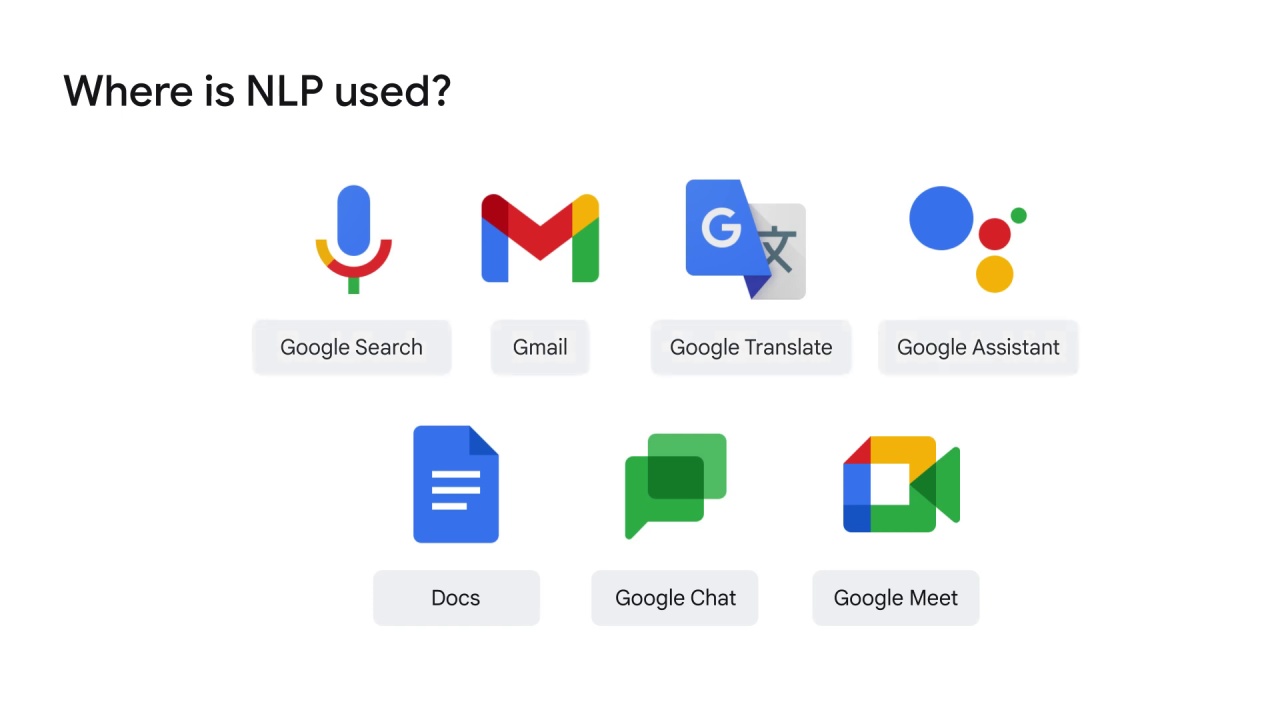 Where is NLP used?
G 文
Google Search
Gmail
Google Translate
Google Assistant
Docs
Google Chat
Google Meet